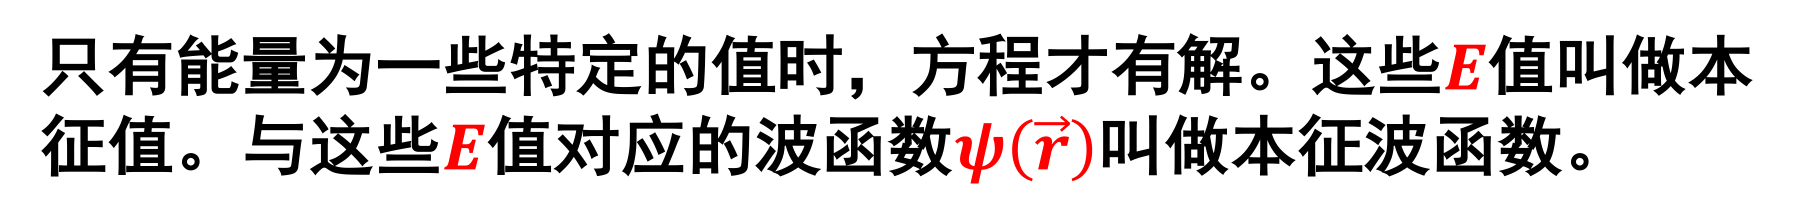 只有能量为一些特定的值时，方程才有解。这些E值叫做本
征值。与这些E值对应的波函数ψ(r⃗)叫做本征波函数。